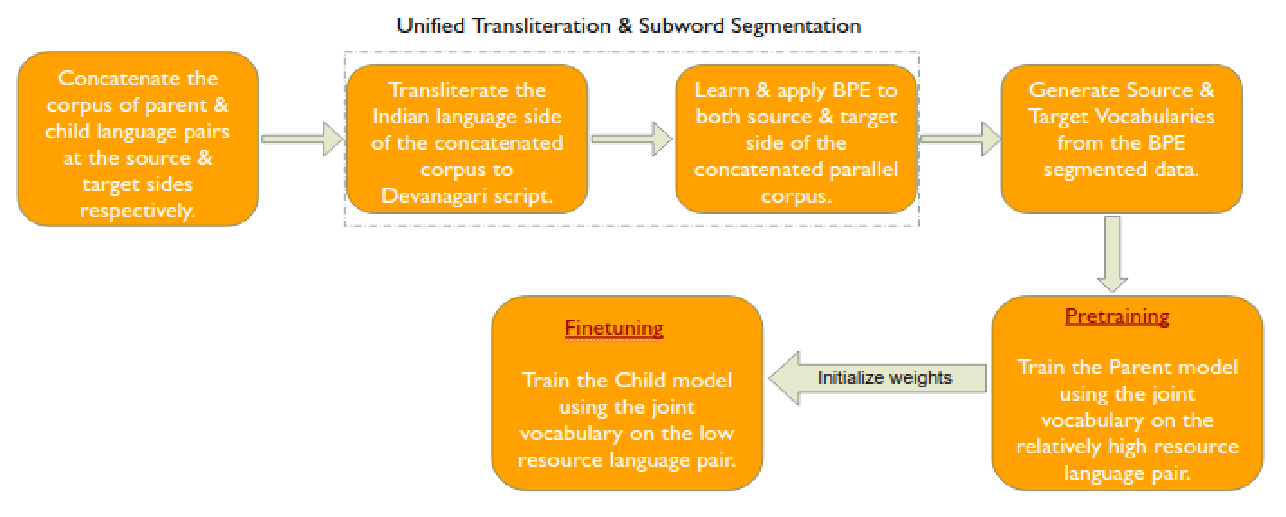 Unified Transliteration & Subword Segmentation
Concatenate the
corpus of parent &
child language pairs
at the source &
target sides
respectively.
Transliterate the
Indian language side
of the concatenated
corpus to
Devanagari script.
Learn & apply BPE to
both source & target
side of the
concatenated parallel
corpus.
Generate Source &
Target Vocabularies
from the BPE
segmented data.
Pretraining
Train the Parent model
using the joint
vocabulary on the
relatively high resource
language pair.
Initialize weights
Finetuning
Train the Child model
using the joint
vocabulary on the low
resource language pair.